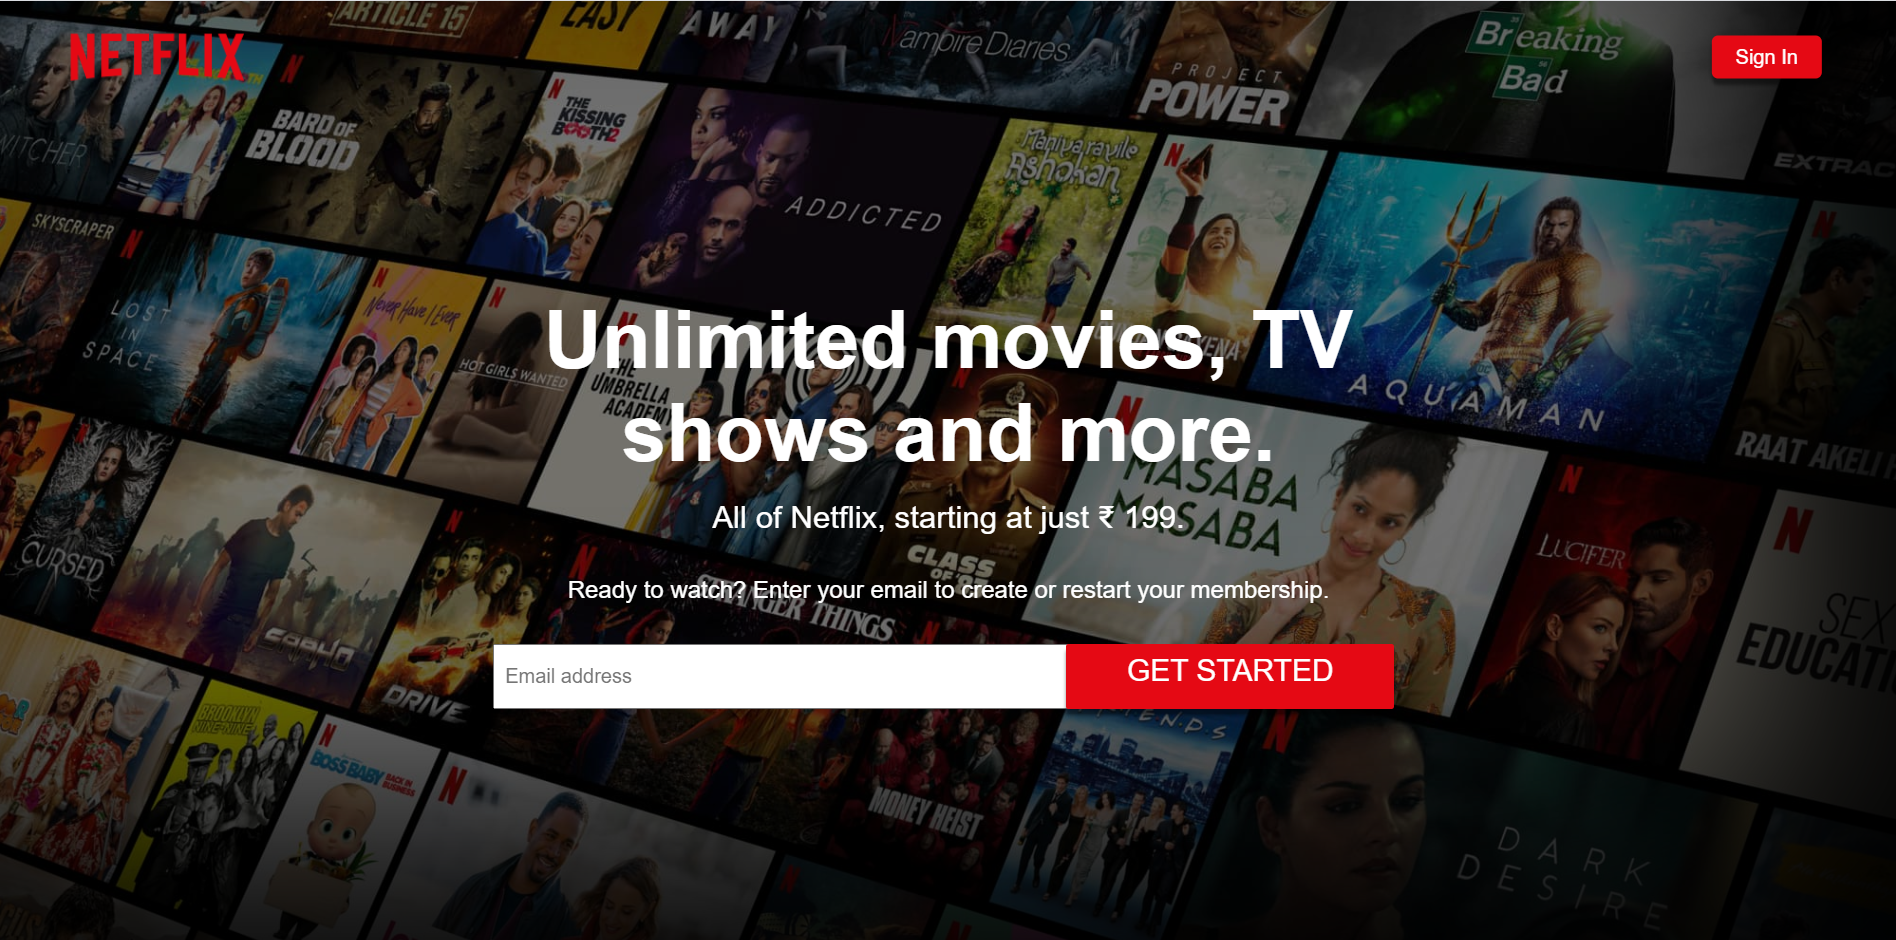 ARTICLE 15
EASY
AWAY
the
Vampire Diaries
PROJECT
POWER
Breaking
Bad
NETFLIX
Sign In
WITCHER
BARD OF
BLOOD
THE
KISSING
BOOTH2
ADDICTED
Maniyarayile
Ashokan
EXTRAC
SKYSCRAPER
LOST
IN
SPACE
Never Have I Ever
HOT GIRLS WANTED
THE
UMBRELLA
ACADEMY
AQUAMAN
RAAT AKELI
Unlimited movies, TV
shows and more.
MASABA
MASABA
All of Netflix, starting at just ₹ 199.
CURSED
CLASS
OF 83
LUCIFER
SEX
EDUCATI
Ready to watch? Enter your email to create or restart your membership.
STRANGER THINGS
SAAHO
DRIVE
Email address
GET STARTED
BROOKLYN
NINE-NINE
FRIENDS
BOSS BABY
BACK IN
BUSINESS
MONEY HEIST
DARK
DESIRE